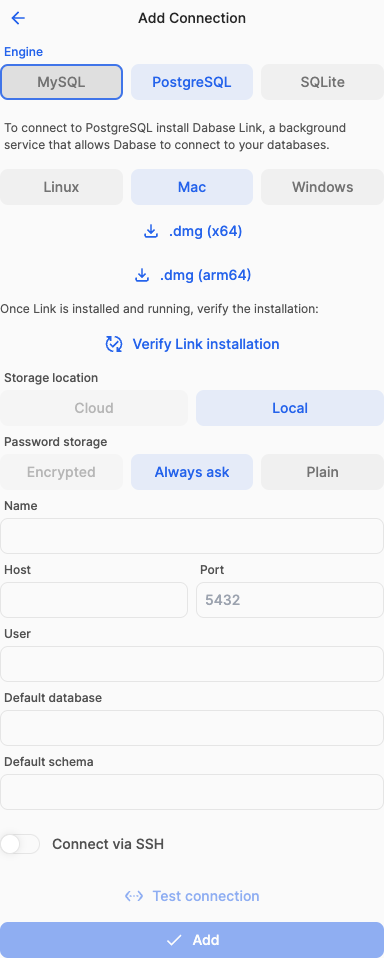 Add Connection
Engine
MySQL
PostgreSQL
SQLite
To connect to PostgreSQL install Dabase Link, a background
service that allows Dabase to connect to your databases.
Linux
Mac
Windows
.dmg (x64)
.dmg (arm64)
Once Link is installed and running, verify the installation:
Verify Link installation
Storage location
Cloud
Local
Password storage
Encrypted
Always ask
Plain
Name
Host
Port
5432
User
Default database
Default schema
Connect via SSH
Test connection
Add